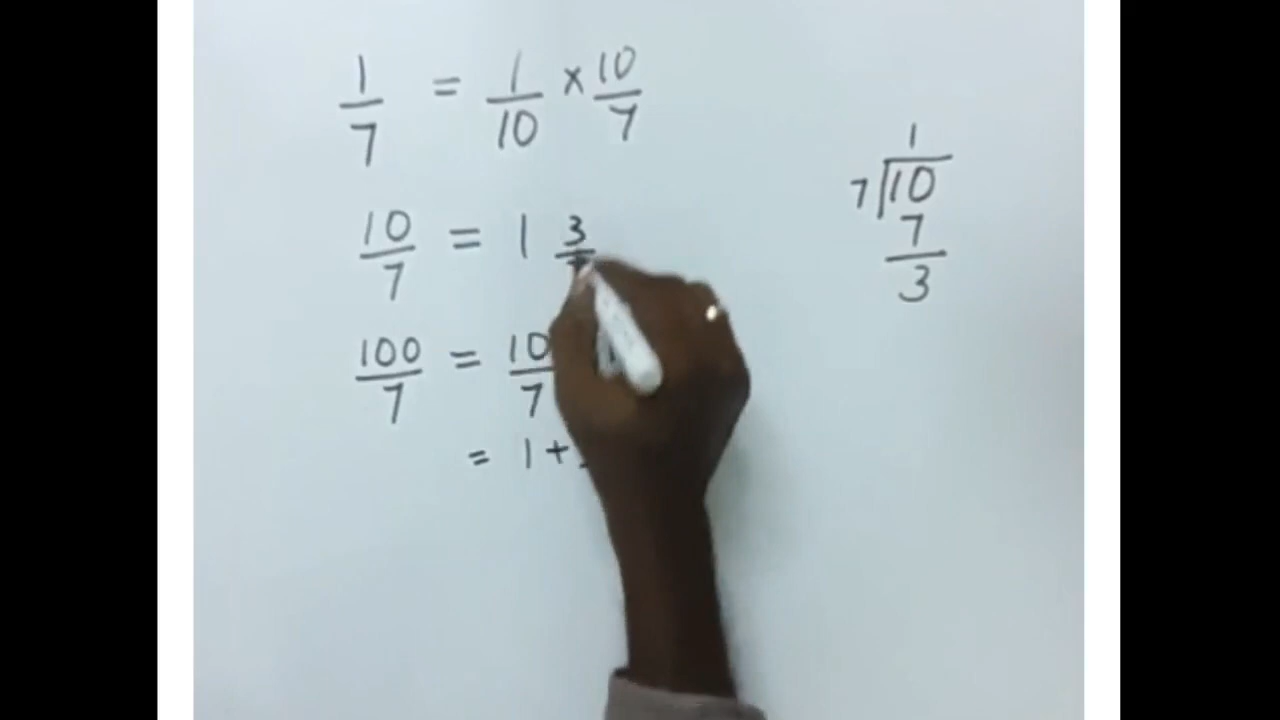 1/7 = 1/10 × 10/7
10/7 = 1 3/7
100/7 = 10/7
= 1 +
1
7 10
7
3